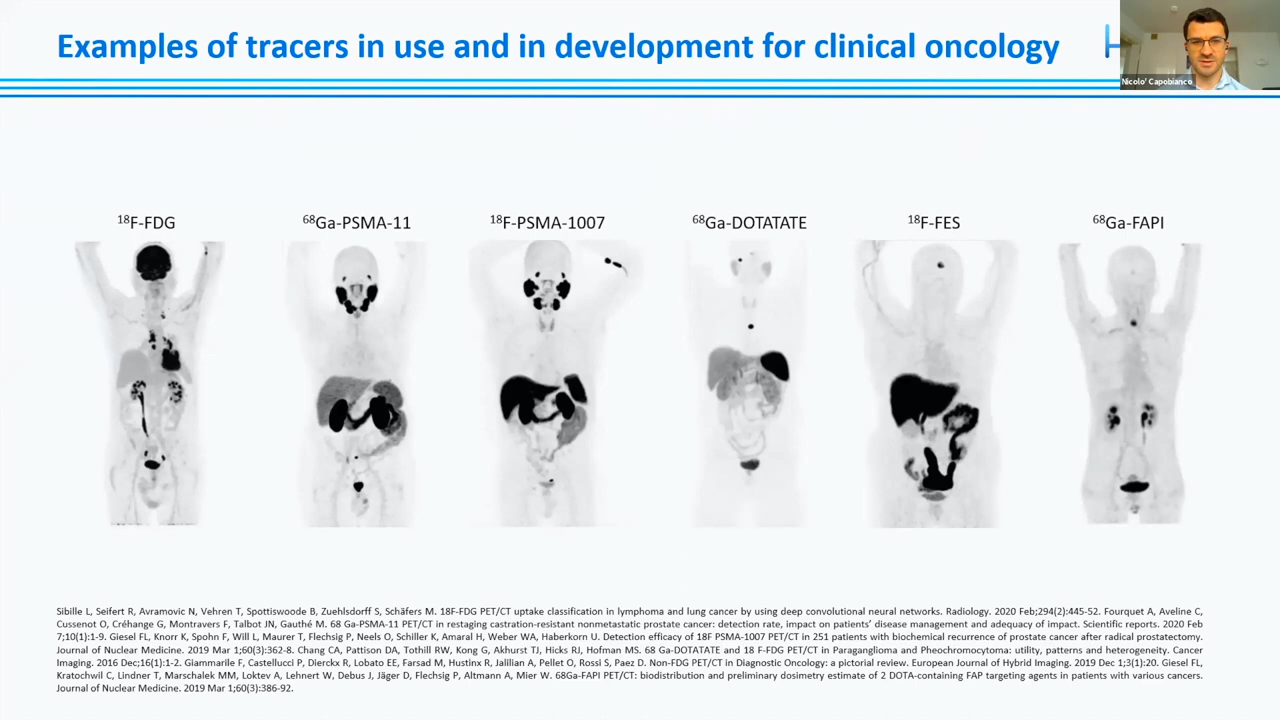 Examples of tracers in use and in development for clinical oncology
H
Nicolo' Capobianco
18F-FDG
68Ga-PSMA-11
18F-PSMA-1007
68Ga-DOTATATE
18F-FES
68Ga-FAPI
Sibille L, Seifert R, Avramovic N, Vehren T, Spottiswoode B, Zuehlsdorff S, Schäfers M. 18F-FDG PET/CT uptake classification in lymphoma and lung cancer by using deep convolutional neural networks. Radiology. 2020 Feb;294(2):445-52. Fourquet A, Aveline C,
Cussenot O, Créhange G, Montravers F, Talbot JN, Gauthé M. 68 Ga-PSMA-11 PET/CT in restaging castration-resistant nonmetastatic prostate cancer: detection rate, impact on patients' disease management and adequacy of impact. Scientific reports. 2020 Feb
7;10(1):1-9. Giesel FL, Knorr K, Spohn F, Will L, Maurer T, Flechsig P, Neels O, Schiller K, Amaral H, Weber WA, Haberkorn U. Detection efficacy of 18F PSMA-1007 PET/CT in 251 patients with biochemical recurrence of prostate cancer after radical prostatectomy.
Journal of Nuclear Medicine. 2019 Mar 1;60(3):362-8. Chang CA, Pattison DA, Tothill RW, Kong G, Akhurst TJ, Hicks RJ, Hofman MS. 68 Ga-DOTATATE and 18 F-FDG PET/CT in Paraganglioma and Pheochromocytoma: utility, patterns and heterogeneity. Cancer
Imaging. 2016 Dec;16(1):1-2. Giammarile F, Castellucci P, Dierckx R, Lobato EE, Farsad M, Hustinx R, Jalilian A, Pellet O, Rossi S, Paez D. Non-FDG PET/CT in Diagnostic Oncology: a pictorial review. European Journal of Hybrid Imaging. 2019 Dec 1;3(1):20. Giesel FL,
Kratochwil C, Lindner T, Marschalek MM, Loktev A, Lehnert W, Debus J, Jäger D, Flechsig P, Altmann A, Mier W. 68Ga-FAPI PET/CT: biodistribution and preliminary dosimetry estimate of 2 DOTA-containing FAP targeting agents in patients with various cancers.
Journal of Nuclear Medicine. 2019 Mar 1;60(3):386-92.